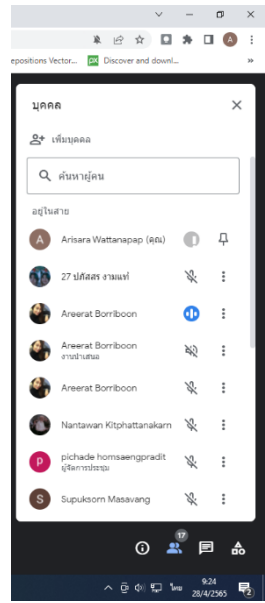 epositions Vector...
Discover and downl...
A
บุคคล
เพิ่มบุคคล
ค้นหาผู้คน
อยู่ในสาย
A
Arisara Wattanapap (คุณ)
27 ปภัสสร งามแท้
Areerat Borriboon
Areerat Borriboon
งานนำเสนอ
Areerat Borriboon
Nantawan Kitphattanakarn
p
pichade homsaengpradit
ผู้จัดการประชุม
S
Supuksorn Masavang
17
ไทย
9:24
28/4/2565
2